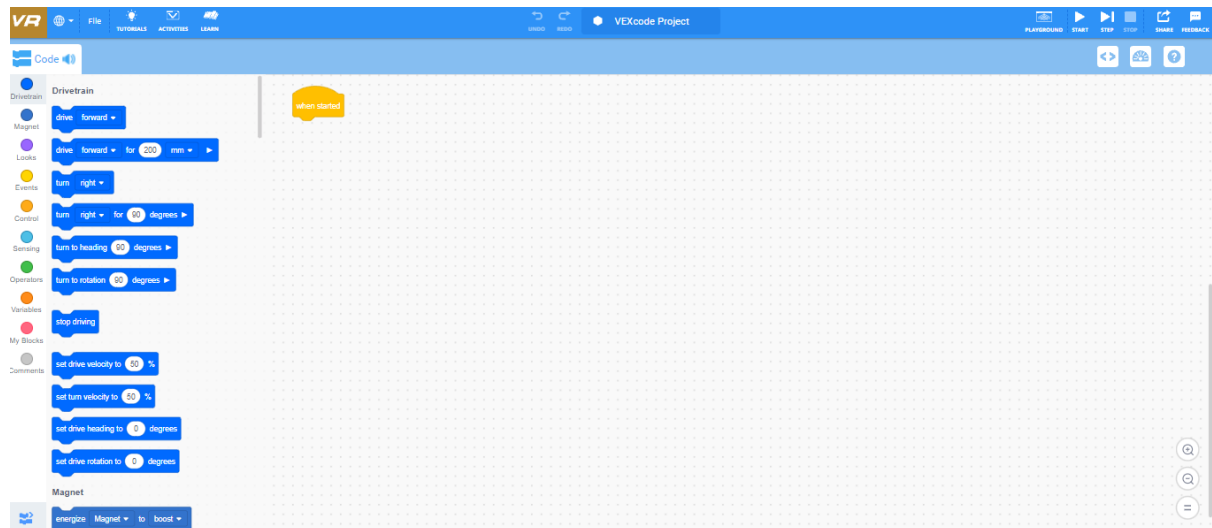 VR File TUTORIALS ACTIVITIES LEARN UNDO REDO VEXcode Project PLAYGROUND START STEP STOP SHARE FEEDBACK
Code
Drivetrain
Magnet
Looks
Events
Control
Sensing
Operators
Variables
My Blocks
Comments
Drivetrain
drive forward
drive forward for 200 mm
turn right
turn right for 90 degrees
turn to heading 90 degrees
turn to rotation 90 degrees
stop driving
set drive velocity to 50 %
set turn velocity to 50 %
set drive heading to 0 degrees
set drive rotation to 0 degrees
Magnet
energize Magnet to boost
when started